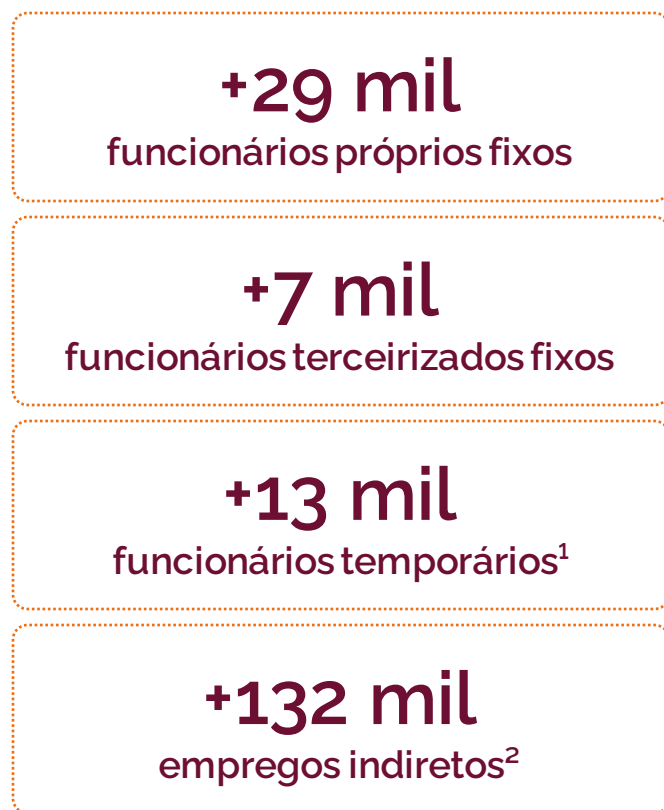 +29 mil
funcionários próprios fixos
+7 mil
funcionários terceirizados fixos
+13 mil
funcionários temporários¹
+132 mil
empregos indiretos²